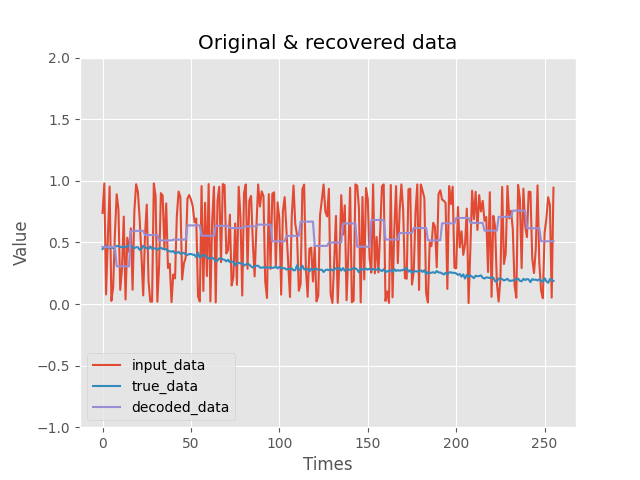 Original & recovered data
2.0
1.5
1.0
0.5
0.0
−0.5
−1.0
Value
input_data
true_data
decoded_data
0 50 100 150 200 250
Times